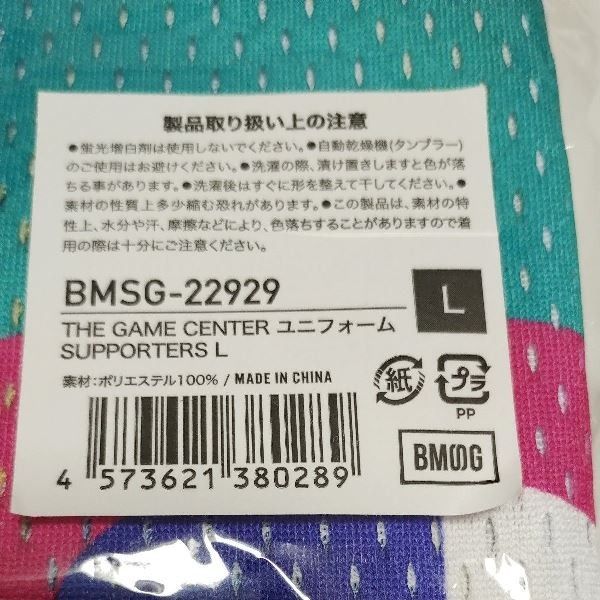 製品取り扱い上の注意
●蛍光増白剤は使用しないでください。●自動乾燥機(タンブラー)
のご使用はお避けください。●洗濯の際、漬け置きしますと色が落
ちる事があります。●洗濯後はすぐに形を整えて干してください。●
素材の性質上多少縮む恐れがあります。●この製品は、素材の特
性上、水分や汗、摩擦などにより、色落ちすることがありますので着
用の際は十分にご注意ください。
BMSG-22929
L
THE GAME CENTER ユニフォーム
SUPPORTERS L
素材：ポリエステル100% / MADE IN CHINA
紙
プラ
PP
4 573621 380289
BMSG